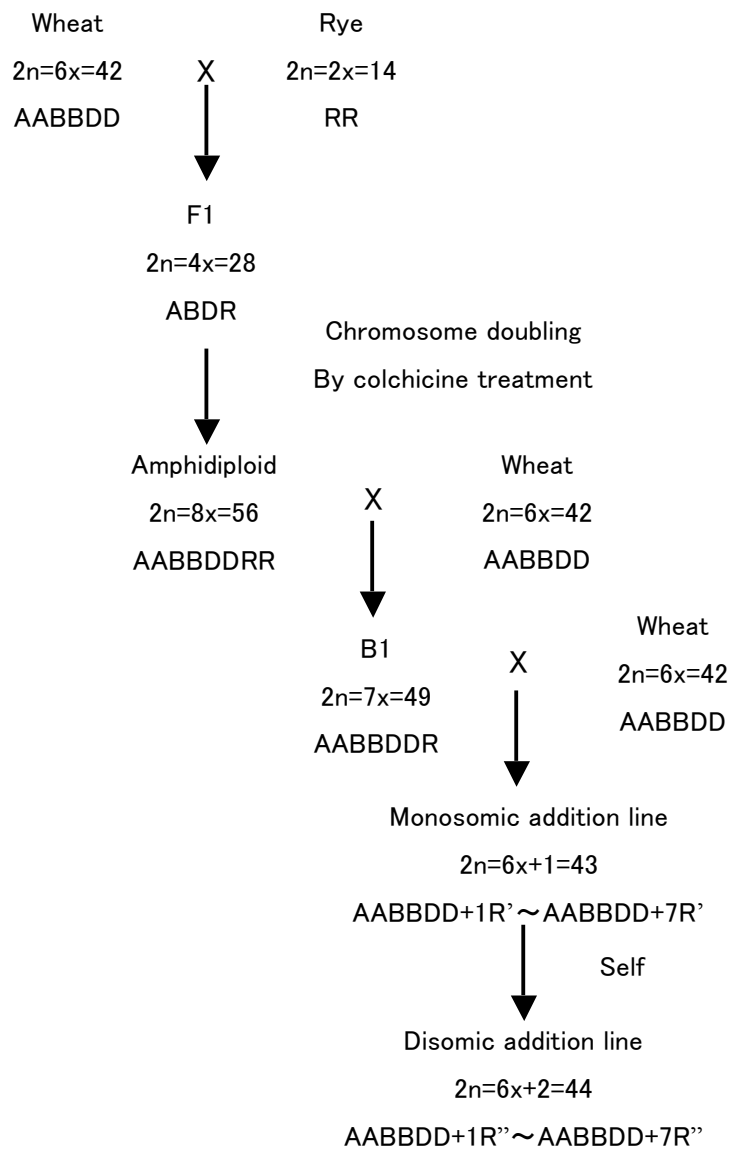 Wheat
Rye
2n=6x=42
X
2n=2x=14
AABBDD
RR
F1
2n=4x=28
ABDR
Chromosome doubling
By colchicine treatment
Amphidiploid
Wheat
2n=8x=56
X
2n=6x=42
AABBDDRR
AABBDD
B1
Wheat
2n=7x=49
X
2n=6x=42
AABBDDR
AABBDD
Monosomic addition line
2n=6x+1=43
AABBDD+1R’～AABBDD+7R’
Self
Disomic addition line
2n=6x+2=44
AABBDD+1R”～AABBDD+7R”